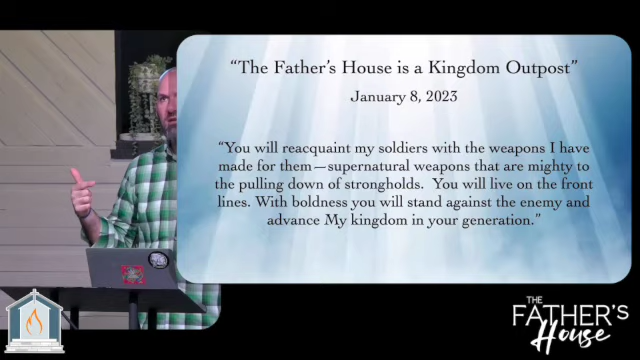 “The Father’s House is a Kingdom Outpost”
January 8, 2023
“You will reacquaint my soldiers with the weapons I have
made for them—supernatural weapons that are mighty to
the pulling down of strongholds.  You will live on the front
lines. With boldness you will stand against the enemy and
advance My kingdom in your generation.”
THE
FATHER’S
House